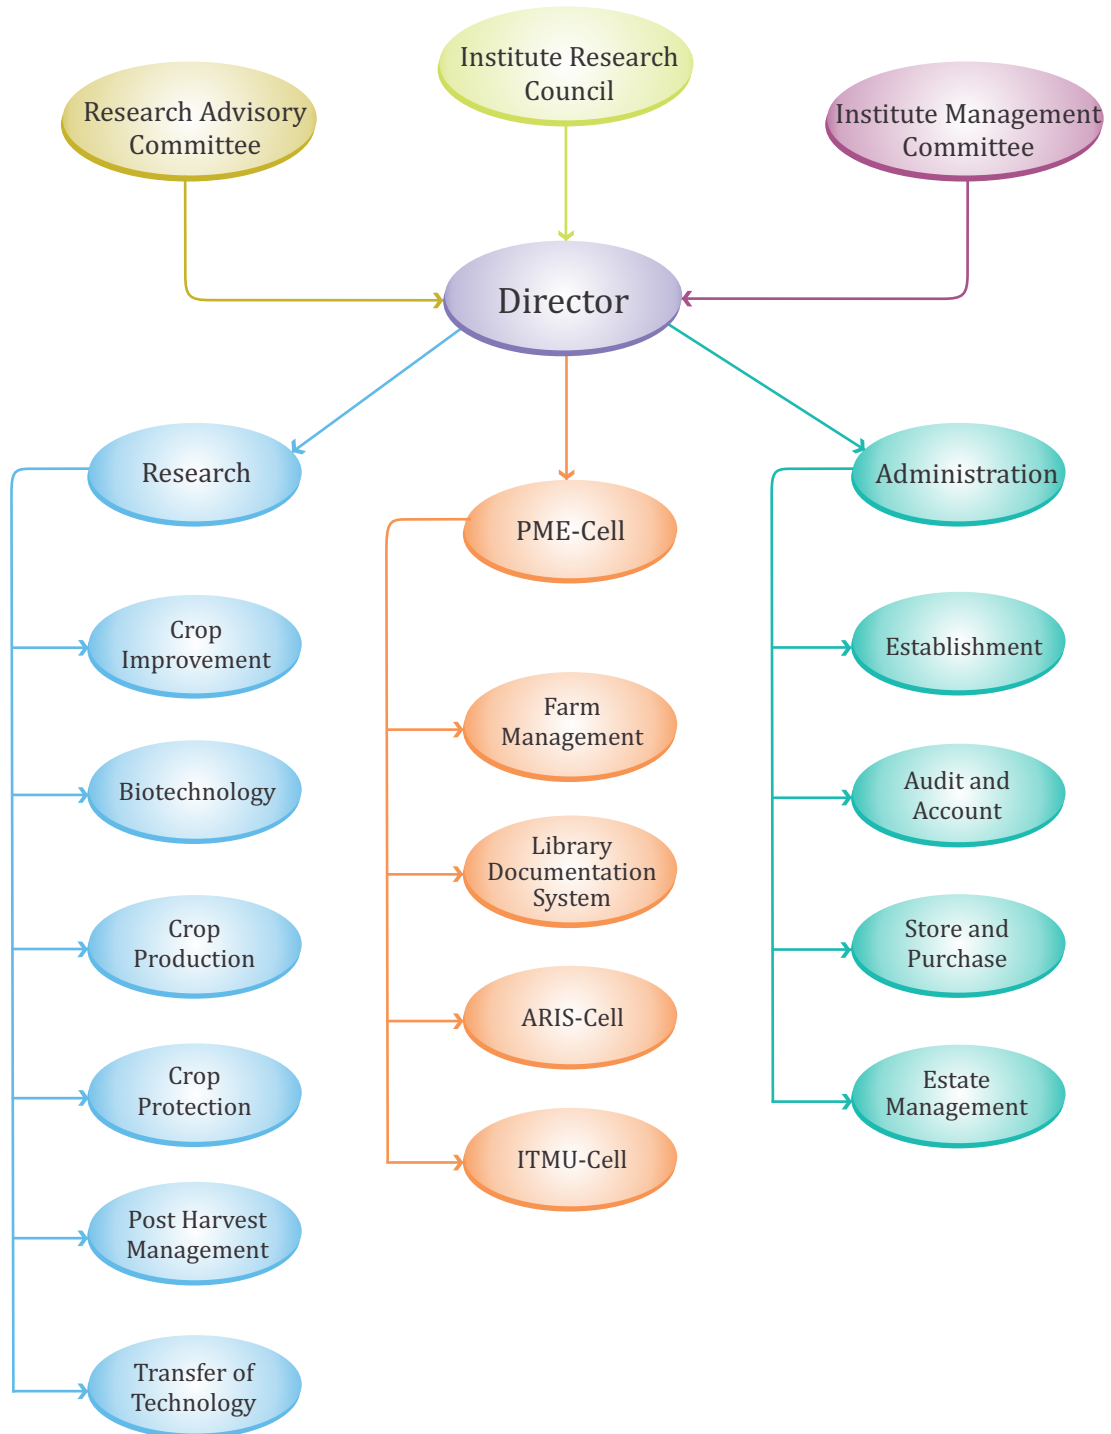 Institute Research
Council
Research Advisory
Committee
Institute Management
Committee
Director
Research
PME-Cell
Administration
Crop
Improvement
Biotechnology
Crop
Production
Crop
Protection
Post Harvest
Management
Transfer of
Technology
Farm
Management
Library
Documentation
System
ARIS-Cell
ITMU-Cell
Establishment
Audit and
Account
Store and
Purchase
Estate
Management